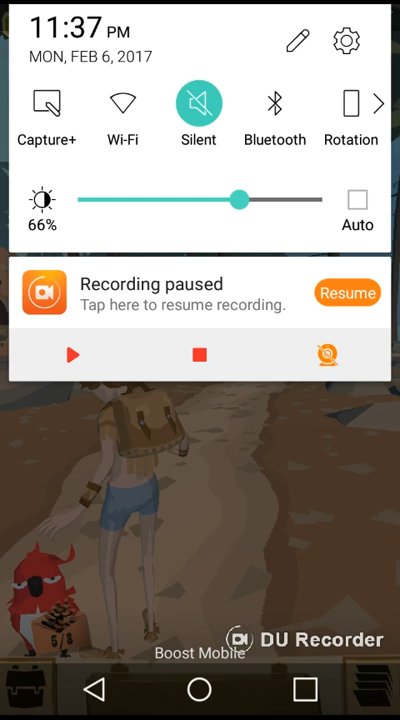 11:37 PM
MON, FEB 6, 2017
Capture+ Wi-Fi Silent Bluetooth Rotation
66% Auto
Recording paused
Tap here to resume recording.
Resume
5/8
DU Recorder
Boost Mobile